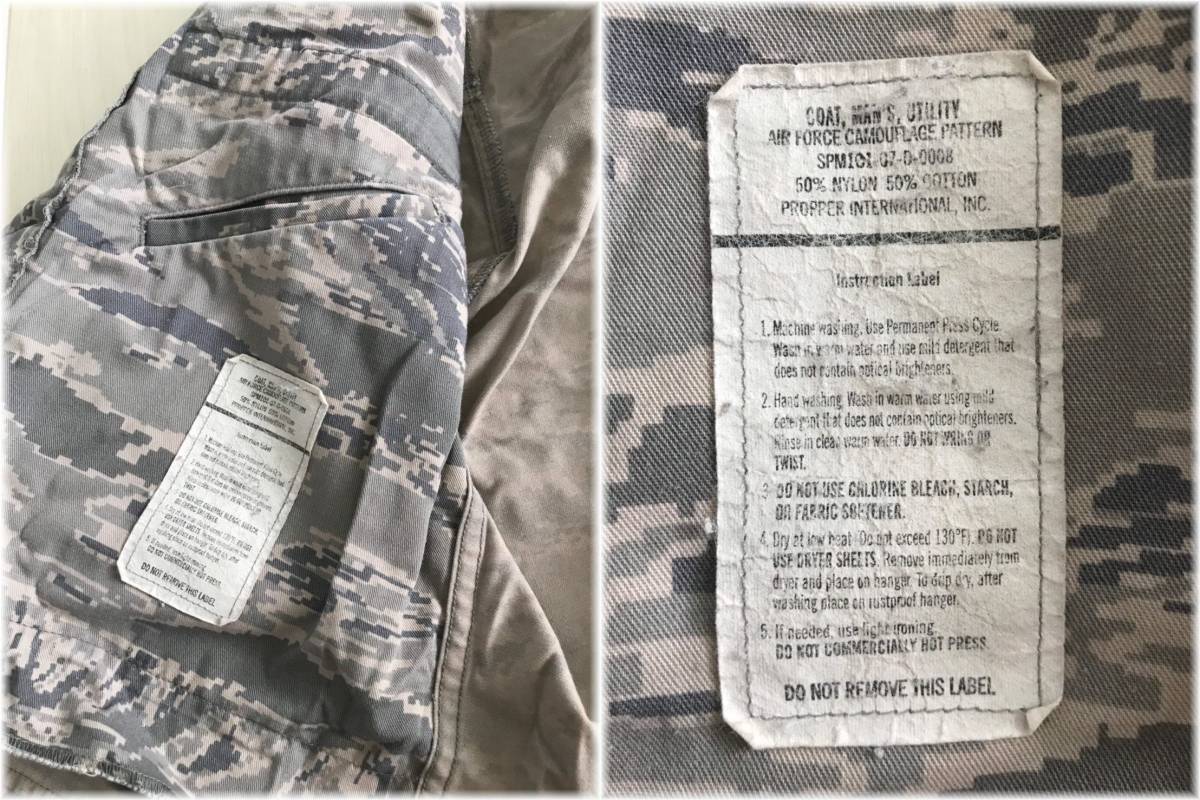 COAT, MAN'S, UTILITY
AIR FORCE CAMOUFLAGE PATTERN
SPM1C1-07-D-0008
50% NYLON 50% COTTON
PROPPER INTERNATIONAL, INC.
Instruction Label
1. Machine washing. Use Permanent Press Cycle.
Wash in warm water and use mild detergent that
does not contain optical brighteners.
2. Hand washing. Wash in warm water using mild
detergent that does not contain optical brighteners.
Rinse in clean warm water. DO NOT WRING OR
TWIST.
3. DO NOT USE CHLORINE BLEACH, STARCH,
OR FABRIC SOFTENER.
4. Dry at low heat (Do not exceed 130°F). DO NOT
USE DRYER SHEETS. Remove immediately from
dryer and place on hanger. To drip dry, after
washing place on rustproof hanger.
5. If needed, use light ironing.
DO NOT COMMERCIALLY HOT PRESS.
DO NOT REMOVE THIS LABEL